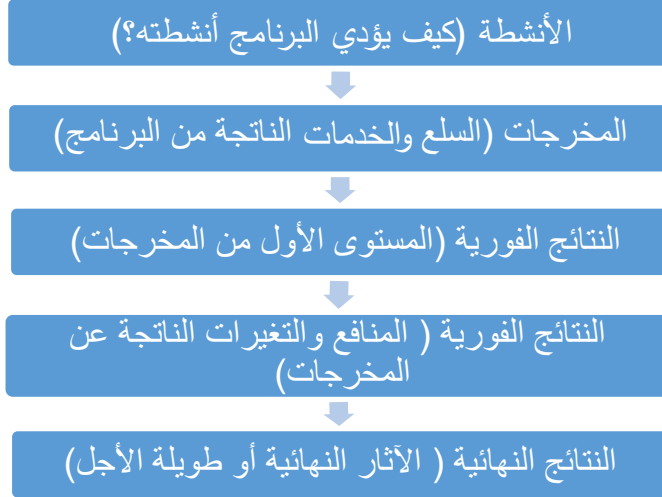 الأنشطة (كيف يؤدي البرنامج أنشطته؟)
المخرجات (السلع والخدمات الناتجة من البرنامج)
النتائج الفورية (المستوى الأول من المخرجات)
النتائج الفورية ( المنافع والتغيرات الناتجة عن
المخرجات)
النتائج النهائية ( الآثار النهائية أو طويلة الأجل)